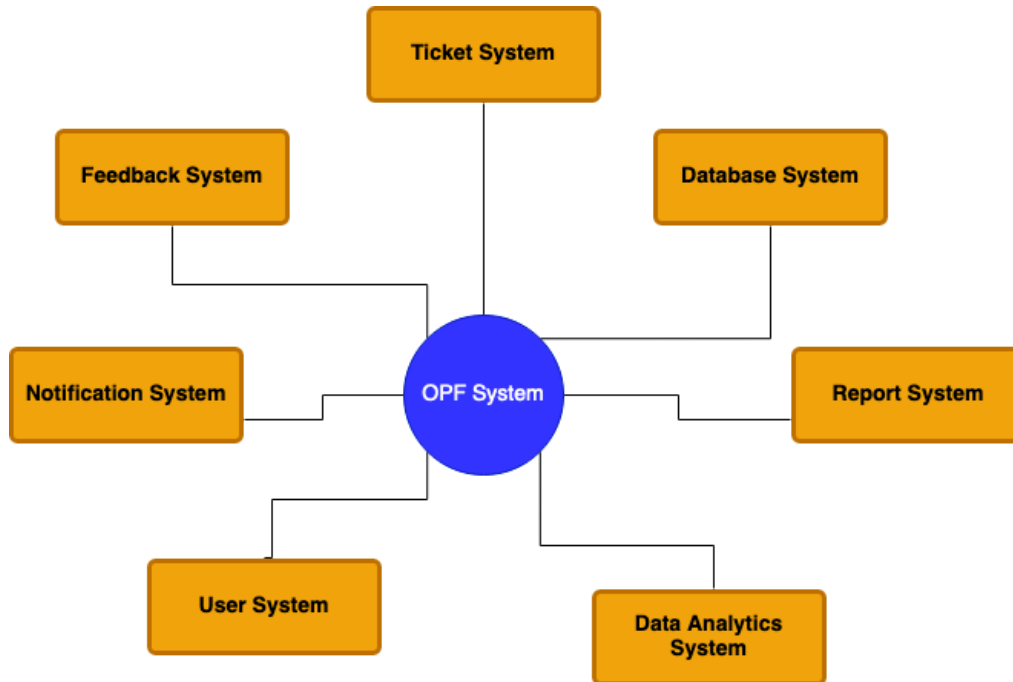 Ticket System
Feedback System
Database System
Notification System
OPF System
Report System
User System
Data Analytics
System